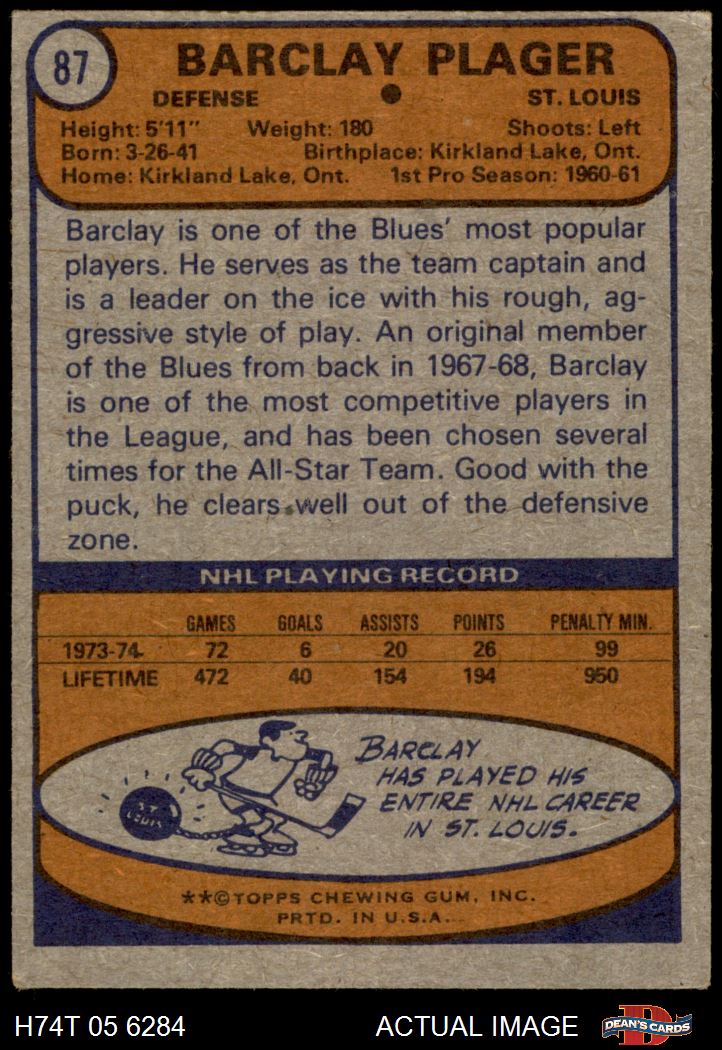 87
BARCLAY PLAGER
DEFENSE ● ST. LOUIS
Height: 5'11" Weight: 180 Shoots: Left
Born: 3-26-41 Birthplace: Kirkland Lake, Ont.
Home: Kirkland Lake, Ont. 1st Pro Season: 1960-61
Barclay is one of the Blues' most popular
players. He serves as the team captain and
is a leader on the ice with his rough, ag-
gressive style of play. An original member
of the Blues from back in 1967-68, Barclay
is one of the most competitive players in
the League, and has been chosen several
times for the All-Star Team. Good with the
puck, he clears well out of the defensive
zone.
NHL PLAYING RECORD
GAMES GOALS ASSISTS POINTS PENALTY MIN.
1973-74 72 6 20 26 99
LIFETIME 472 40 154 194 950
BARCLAY
HAS PLAYED HIS
ENTIRE NHL CAREER
IN ST. LOUIS.
ST.
LOUIS
**©TOPPS CHEWING GUM, INC.
PRTD. IN U.S.A.
H74T 05 6284 ACTUAL IMAGE
D
DEAN'S CARDS